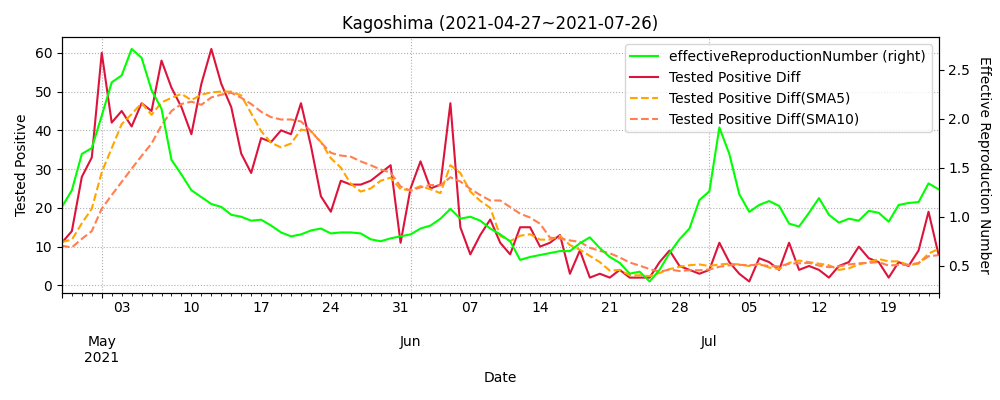 Kagoshima (2021-04-27~2021-07-26)
effectiveReproductionNumber (right)
Tested Positive Diff
Tested Positive Diff(SMA5)
Tested Positive Diff(SMA10)
Tested Positive
60
50
40
30
20
10
0
2.5
2.0
1.5
1.0
0.5
Effective Reproduction Number
03 10 17 24 31 07 14 21 28 05 12 19
May Jun Jul
2021
Date